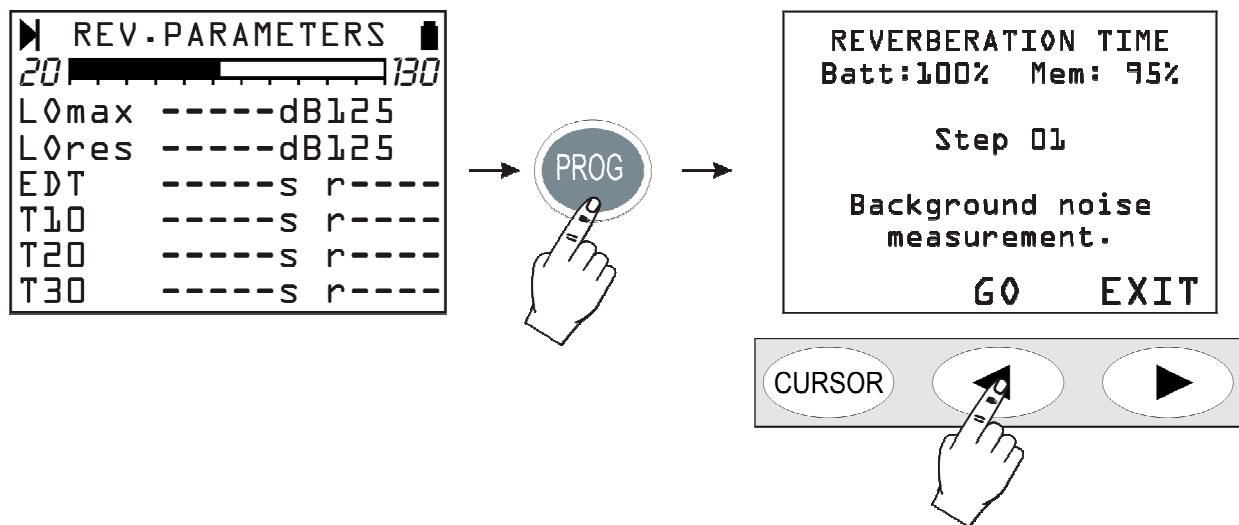 REV.PARAMETERS
20 130
L0max -----dB125
L0res -----dB125
EDT -----s r----
T10 -----s r----
T20 -----s r----
T30 -----s r----
PROG
REVERBERATION TIME
Batt:100% Mem: 95%
Step 01
Background noise
measurement.
GO EXIT
CURSOR